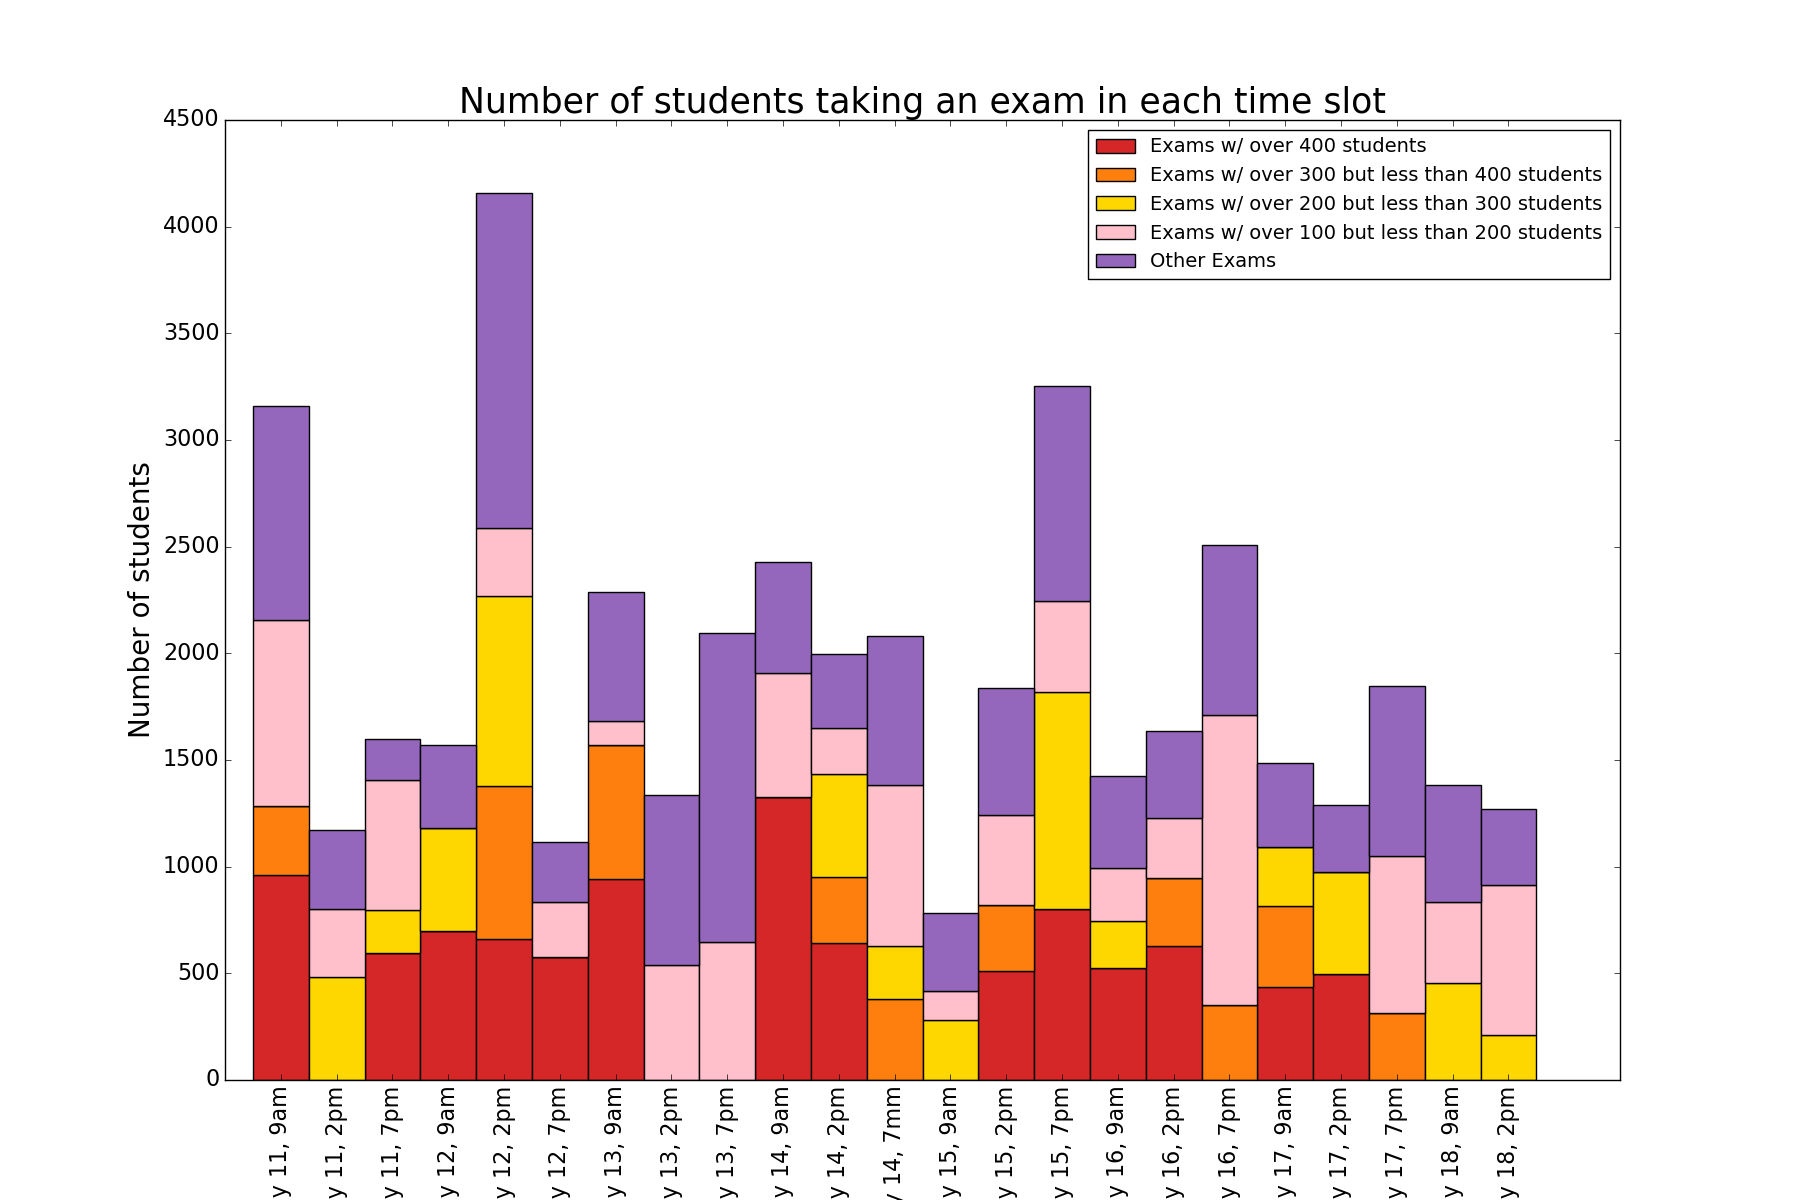 Number of students taking an exam in each time slot
Exams w/ over 400 students
Exams w/ over 300 but less than 400 students
Exams w/ over 200 but less than 300 students
Exams w/ over 100 but less than 200 students
Other Exams
Number of students
4500
4000
3500
3000
2500
2000
1500
1000
500
0
y 11, 9am
y 11, 2pm
y 11, 7pm
y 12, 9am
y 12, 2pm
y 12, 7pm
y 13, 9am
y 13, 2pm
y 13, 7pm
y 14, 9am
y 14, 2pm
y 14, 7mm
y 15, 9am
y 15, 2pm
y 15, 7pm
y 16, 9am
y 16, 2pm
y 16, 7pm
y 17, 9am
y 17, 2pm
y 17, 7pm
y 18, 9am
y 18, 2pm